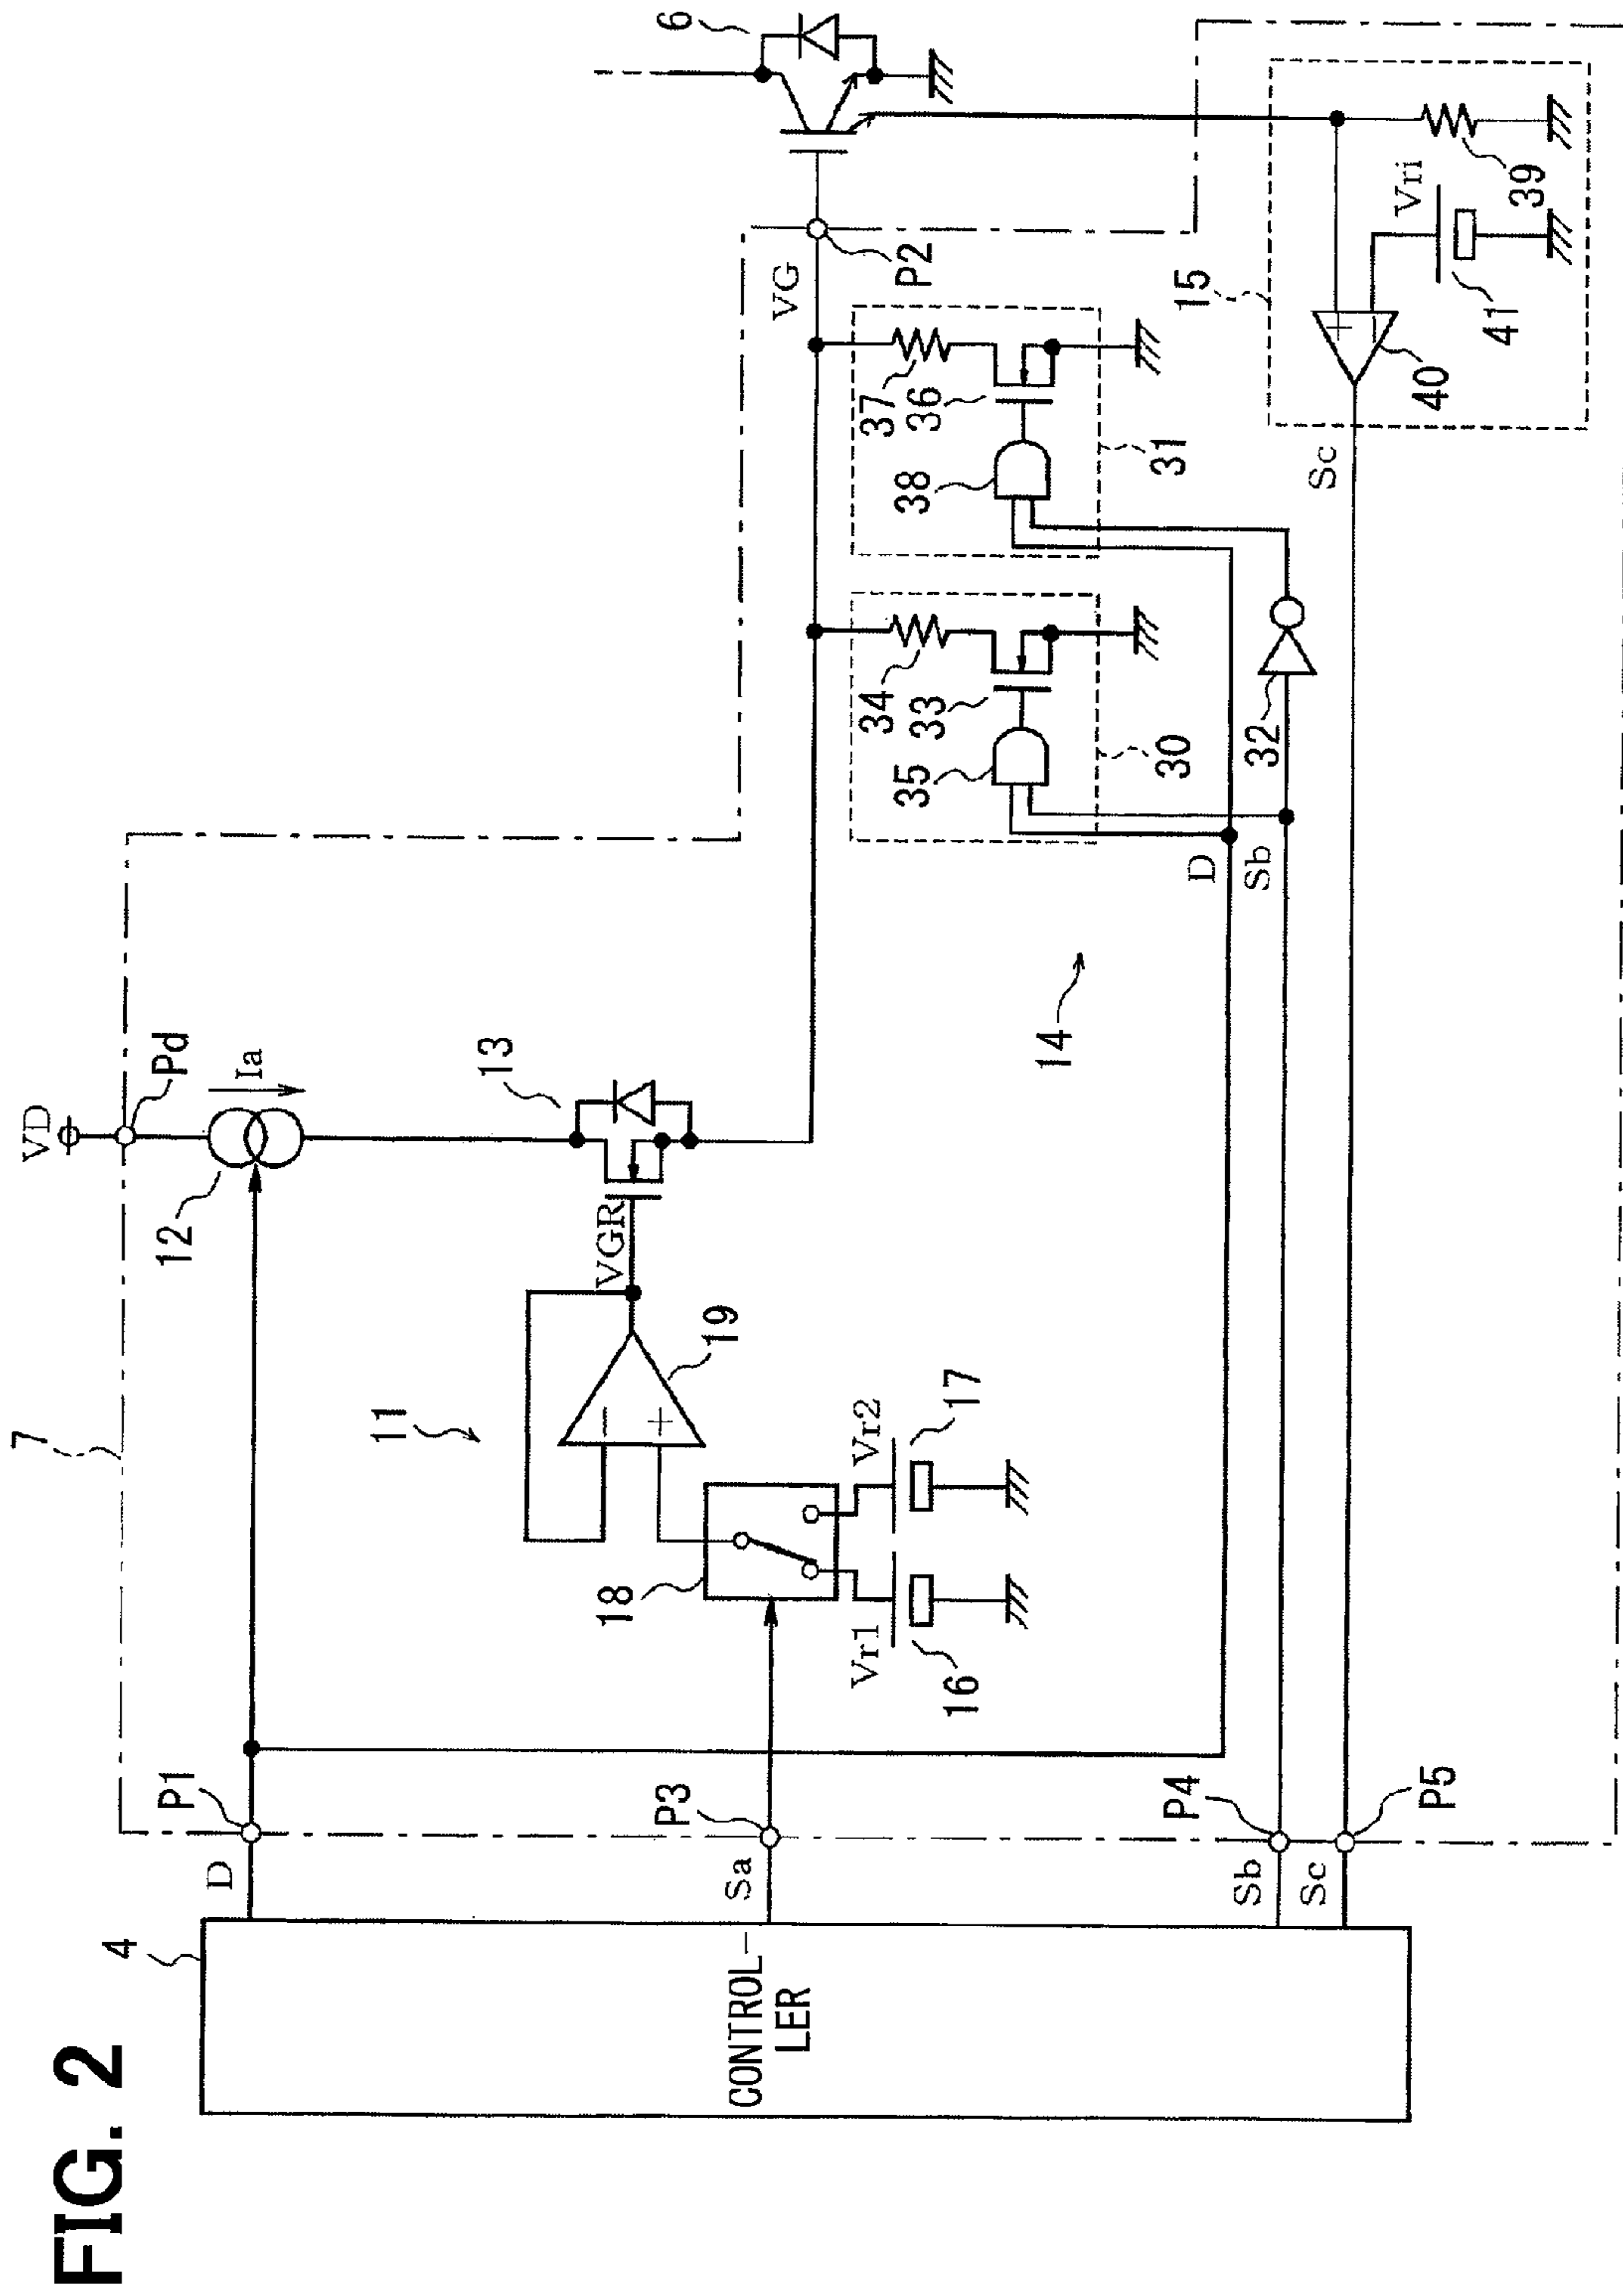 FIG. 2
VD
7
Pd
12
Ia
P1
D
4
13
6
11
VGR
19
VG
P2
18
Sa
P3
CONTROL-
LER
Vr1
Vr2
16
17
34
33
35
30
37
36
38
31
14
D
Sb
32
15
Vri
39
41
40
Sc
P4
P5
Sb
Sc